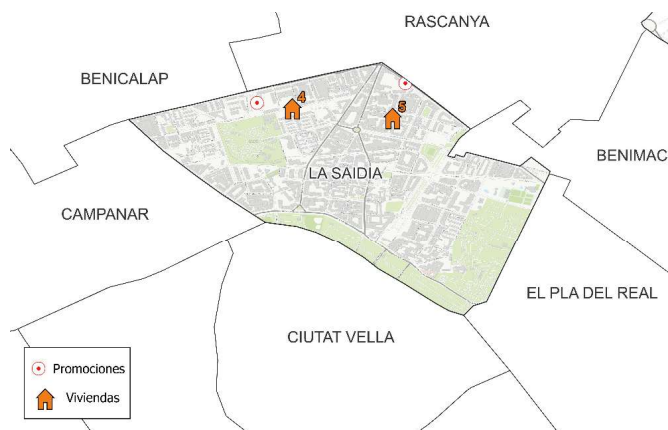 RASCANYA
BENICALAP
4
5
BENIMAC
LA SAIDIA
CAMPANAR
EL PLA DEL REAL
CIUTAT VELLA
Promociones
Viviendas